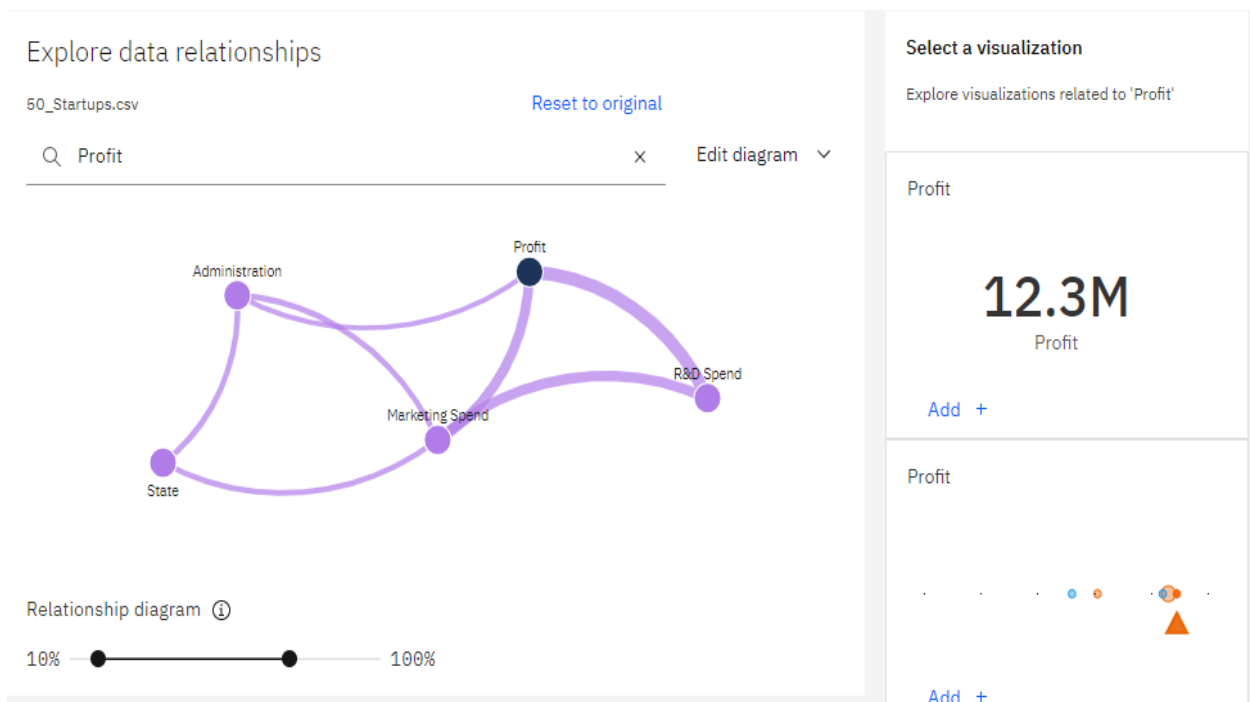 Explore data relationships
50_Startups.csv
Reset to original
Profit
Edit diagram
Profit
Administration
R&D Spend
Marketing Spend
State
Relationship diagram
10%
100%
Select a visualization
Explore visualizations related to 'Profit'
Profit
12.3M
Profit
Add +
Profit
Add +